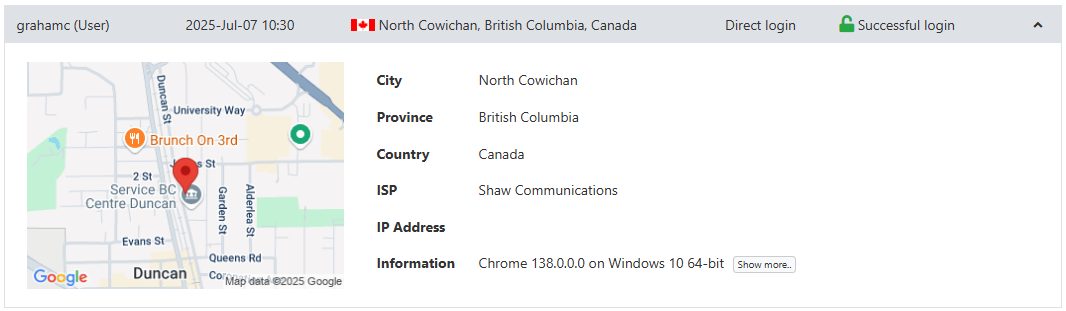 grahamc (User) 2025-Jul-07 10:30 North Cowichan, British Columbia, Canada Direct login Successful login
City North Cowichan
Province British Columbia
Country Canada
ISP Shaw Communications
IP Address
Information Chrome 138.0.0.0 on Windows 10 64-bit Show more..
Duncan St
University Way
Brunch On 3rd
St
2 St
Service BC
Centre Duncan
Garden St
Alderlea St
Evans St
Queens Rd
Duncan
Google
Map data ©2025 Google